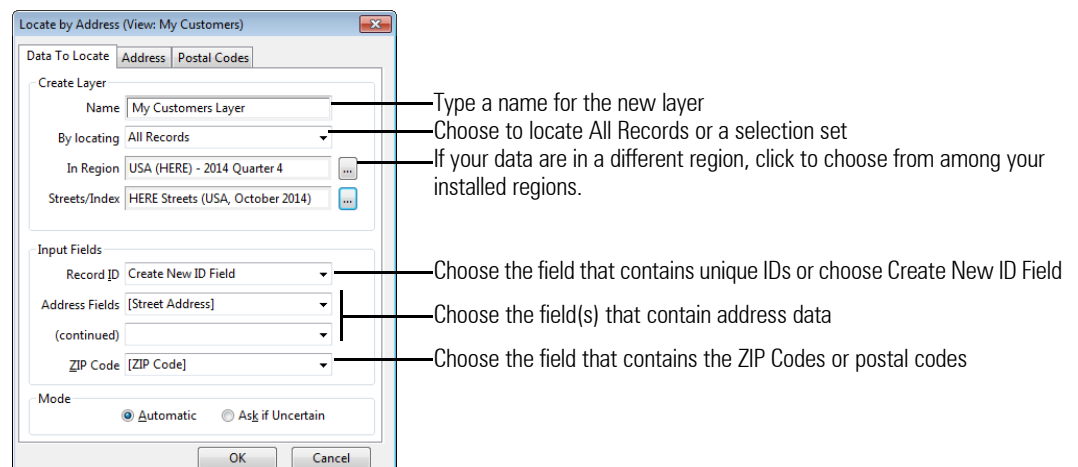 Locate by Address (View: My Customers)
Data To Locate Address Postal Codes
Create Layer
Name My Customers Layer
Type a name for the new layer
By locating All Records
Choose to locate All Records or a selection set
In Region USA (HERE) - 2014 Quarter 4 ...
If your data are in a different region, click to choose from among your
installed regions.
Streets/Index HERE Streets (USA, October 2014) ...
Input Fields
Record ID Create New ID Field
Choose the field that contains unique IDs or choose Create New ID Field
Address Fields [Street Address]
Choose the field(s) that contain address data
(continued)
ZIP Code [ZIP Code]
Choose the field that contains the ZIP Codes or postal codes
Mode
Automatic Ask if Uncertain
OK Cancel